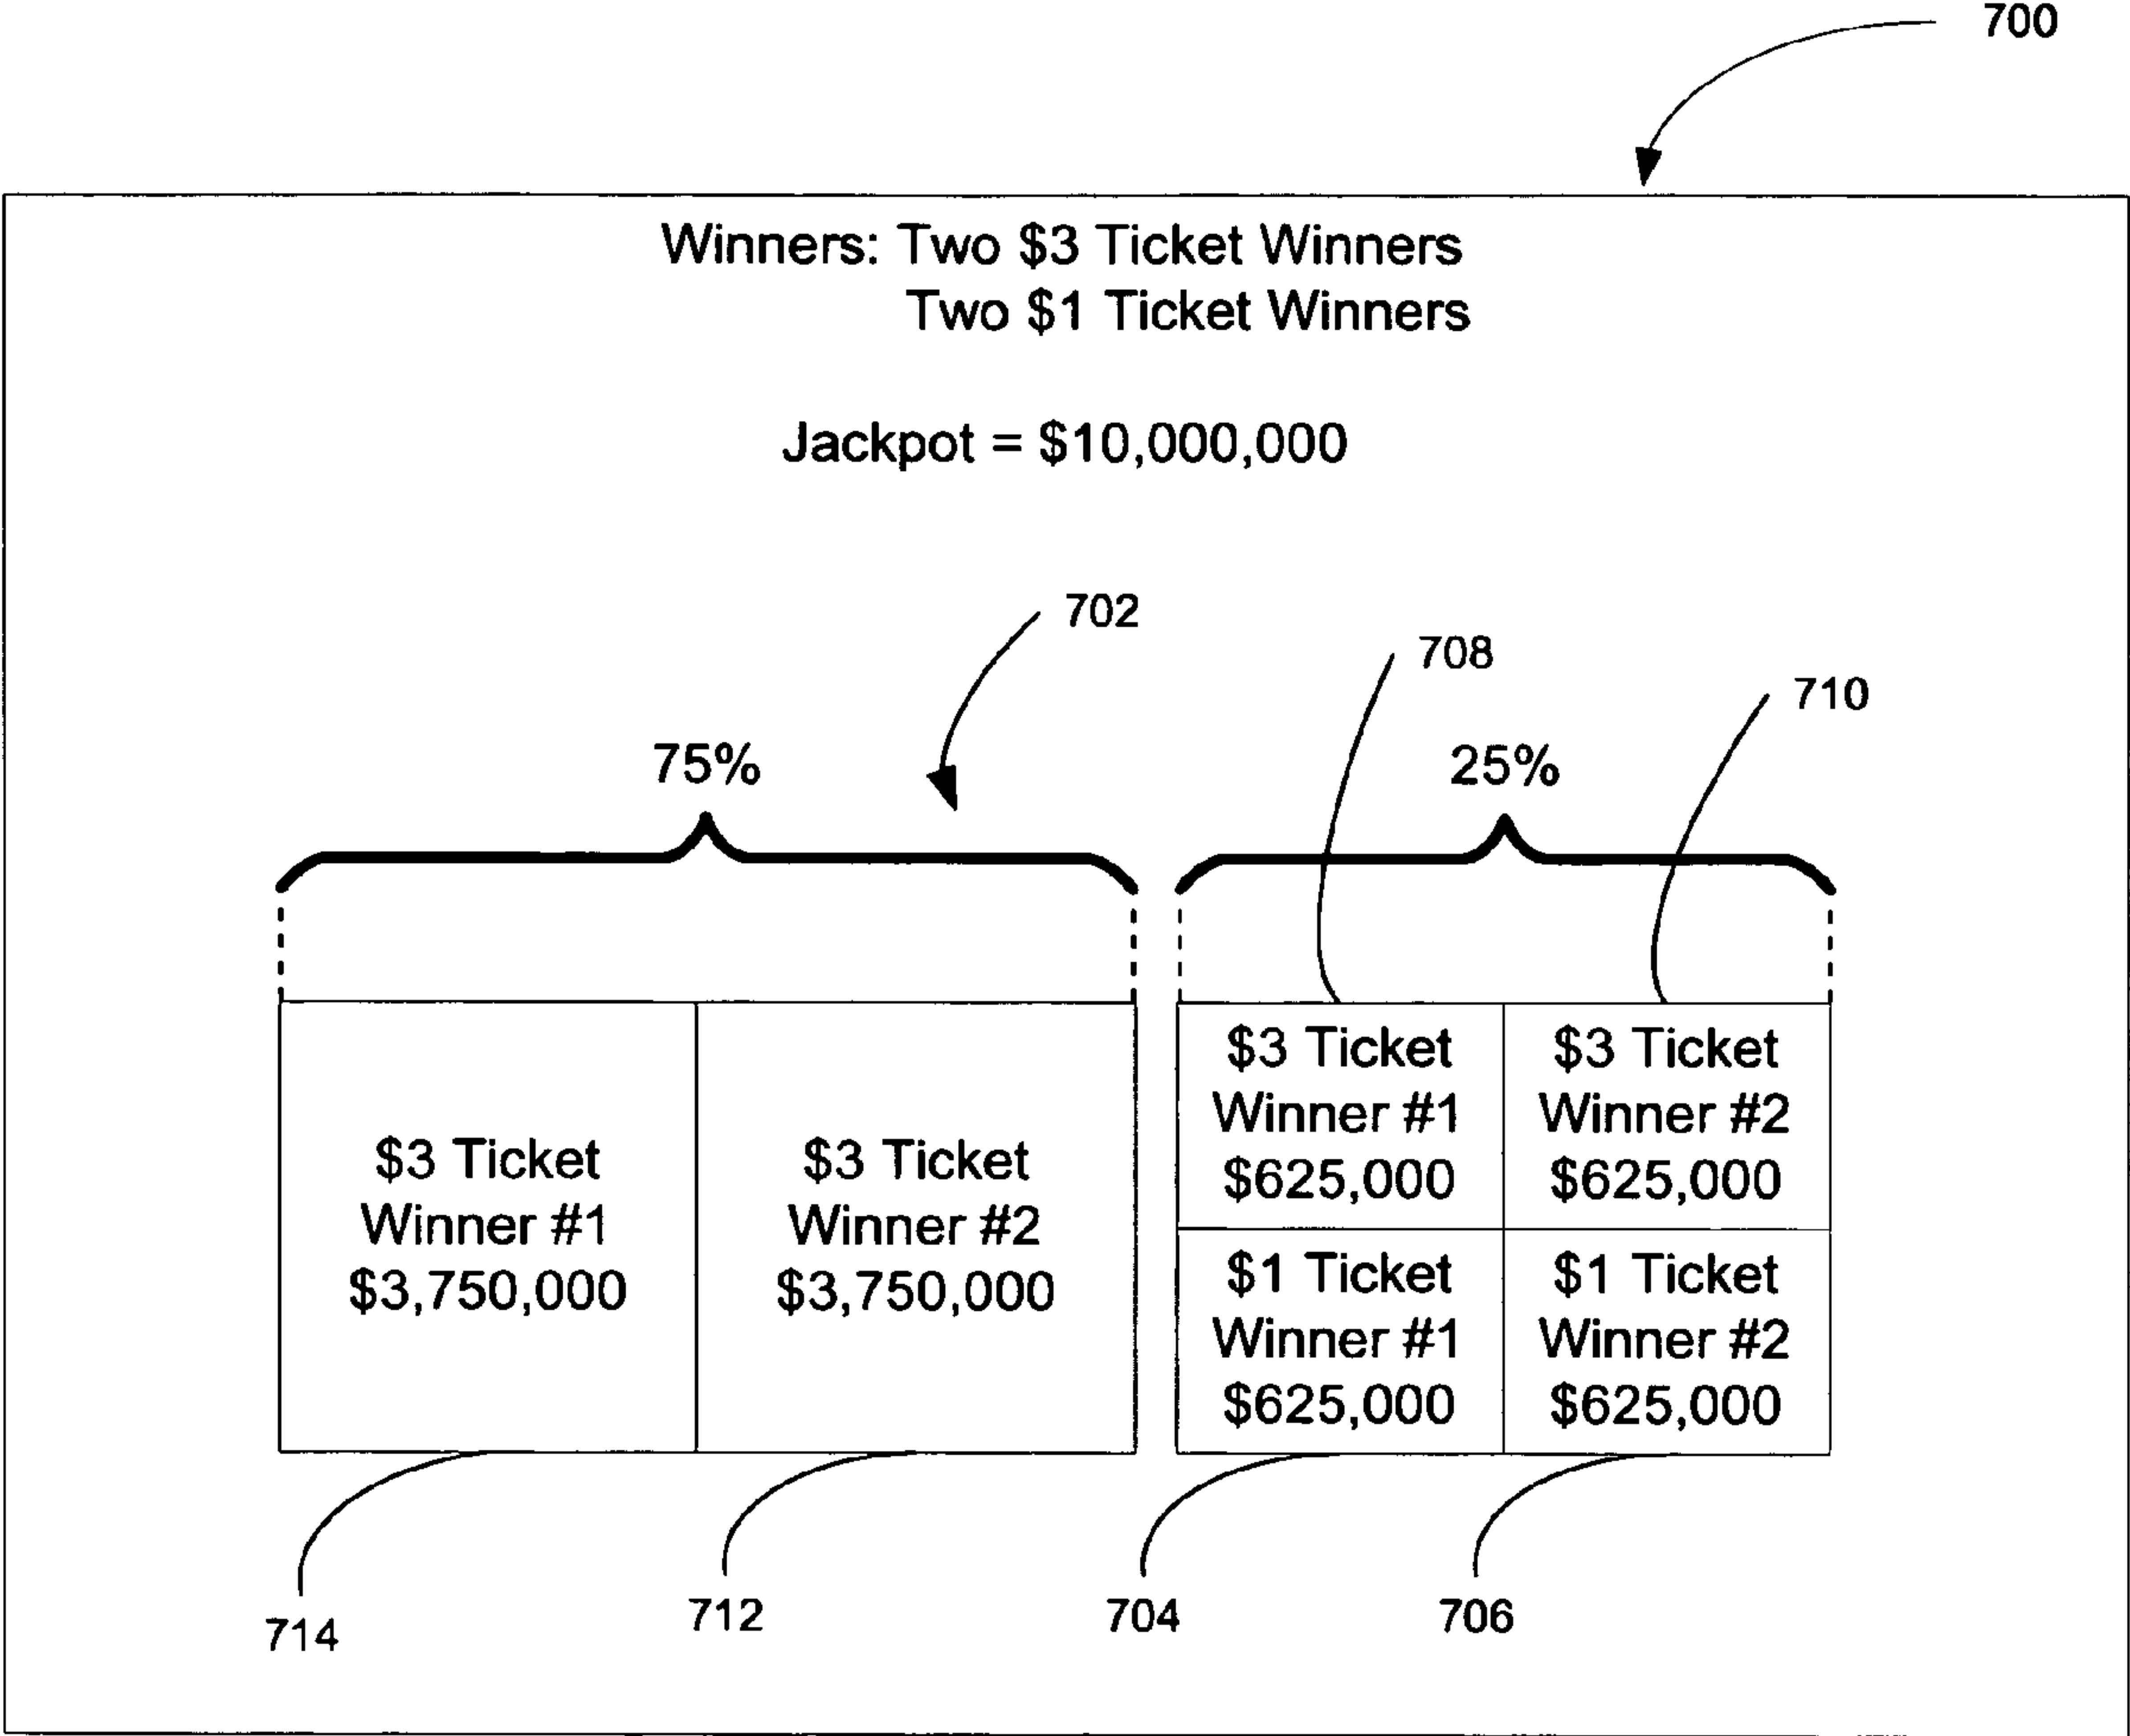 700
Winners: Two $3 Ticket Winners
Two $1 Ticket Winners
Jackpot = $10,000,000
702
708
710
75%
25%
$3 Ticket
Winner #1
$3,750,000
$3 Ticket
Winner #2
$3,750,000
$3 Ticket
Winner #1
$625,000
$3 Ticket
Winner #2
$625,000
$1 Ticket
Winner #1
$625,000
$1 Ticket
Winner #2
$625,000
714
712
704
706